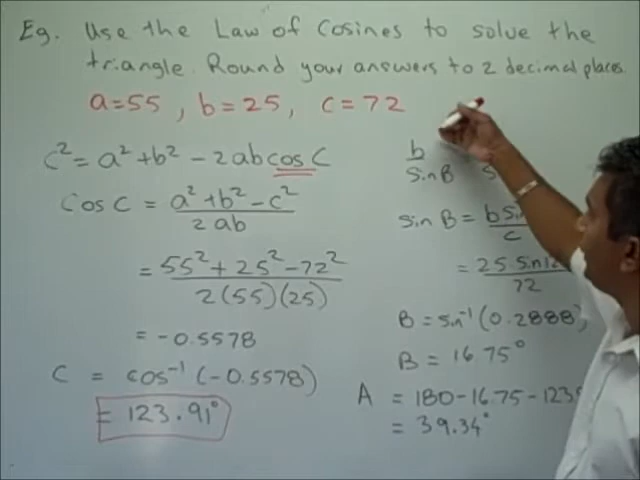 Eg. Use the Law of Cosines to solve the
triangle. Round your answers to 2 decimal places.
a=55 , b=25, c=72
c² = a² + b² - 2ab cos C
Cos C = a² + b² - c² / 2ab
= 55² + 25² - 72² / 2(55)(25)
= -0.5578
C = cos⁻¹ (-0.5578)
= 123.91°
b / sin B
sin B = b / c
= 25. / 72
B = sin⁻¹ (0.2888)
B = 16.75°
A = 180 - 16.75 -
= 39.34°